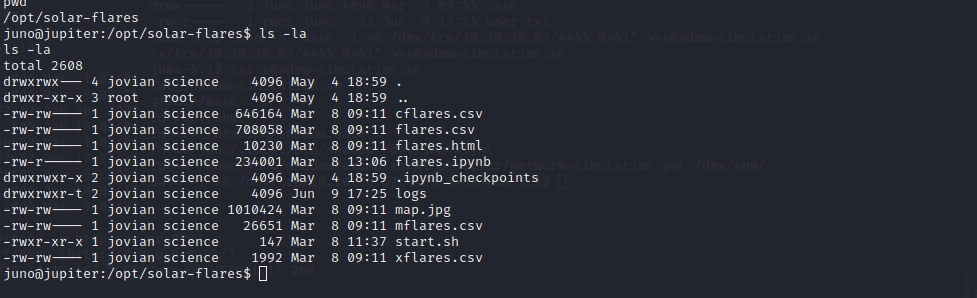 pwd
/opt/solar-flares
juno@jupiter:/opt/solar-flares$ ls -la
ls -la
total 2608
drwxrwx--- 4 jovian science    4096 May  4 18:59 .
drwxr-xr-x 3 root   root       4096 May  4 18:59 ..
-rw-rw---- 1 jovian science  646164 Mar  8 09:11 cflares.csv
-rw-rw---- 1 jovian science  708058 Mar  8 09:11 flares.csv
-rw-rw---- 1 jovian science   10230 Mar  8 09:11 flares.html
-rw-r----- 1 jovian science  234001 Mar  8 13:06 flares.ipynb
drwxrwxr-x 2 jovian science    4096 May  4 18:59 .ipynb_checkpoints
drwxrwxr-t 2 jovian science    4096 Jun  9 17:25 logs
-rw-rw---- 1 jovian science 1010424 Mar  8 09:11 map.jpg
-rw-rw---- 1 jovian science   26651 Mar  8 09:11 mflares.csv
-rwxr-xr-x 1 jovian science     147 Mar  8 11:37 start.sh
-rw-rw---- 1 jovian science    1992 Mar  8 09:11 xflares.csv
juno@jupiter:/opt/solar-flares$